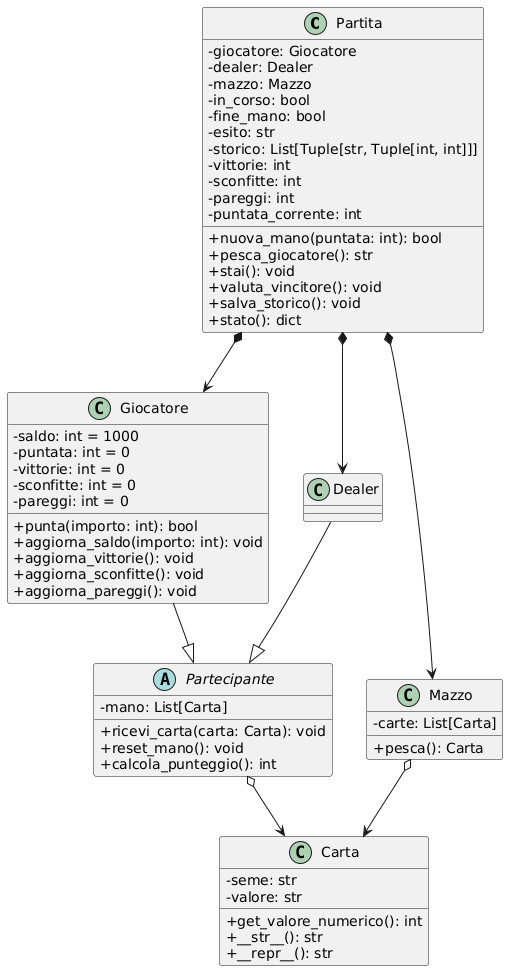 C Partita
-giocatore: Giocatore
-dealer: Dealer
-mazzo: Mazzo
-in_corso: bool
-fine_mano: bool
-esito: str
-storico: List[Tuple[str, Tuple[int, int]]]
-vittorie: int
-sconfitte: int
-pareggi: int
-puntata_corrente: int
+nuova_mano(puntata: int): bool
+pesca_giocatore(): str
+stai(): void
+valuta_vincitore(): void
+salva_storico(): void
+stato(): dict
C Giocatore
-saldo: int = 1000
-puntata: int = 0
-vittorie: int = 0
-sconfitte: int = 0
-pareggi: int = 0
+punta(importo: int): bool
+aggiorna_saldo(importo: int): void
+aggiorna_vittorie(): void
+aggiorna_sconfitte(): void
+aggiorna_pareggi(): void
C Dealer
A Partecipante
-mano: List[Carta]
+ricevi_carta(carta: Carta): void
+reset_mano(): void
+calcola_punteggio(): int
C Mazzo
-carte: List[Carta]
+pesca(): Carta
C Carta
-seme: str
-valore: str
+get_valore_numerico(): int
+__str__(): str
+__repr__(): str